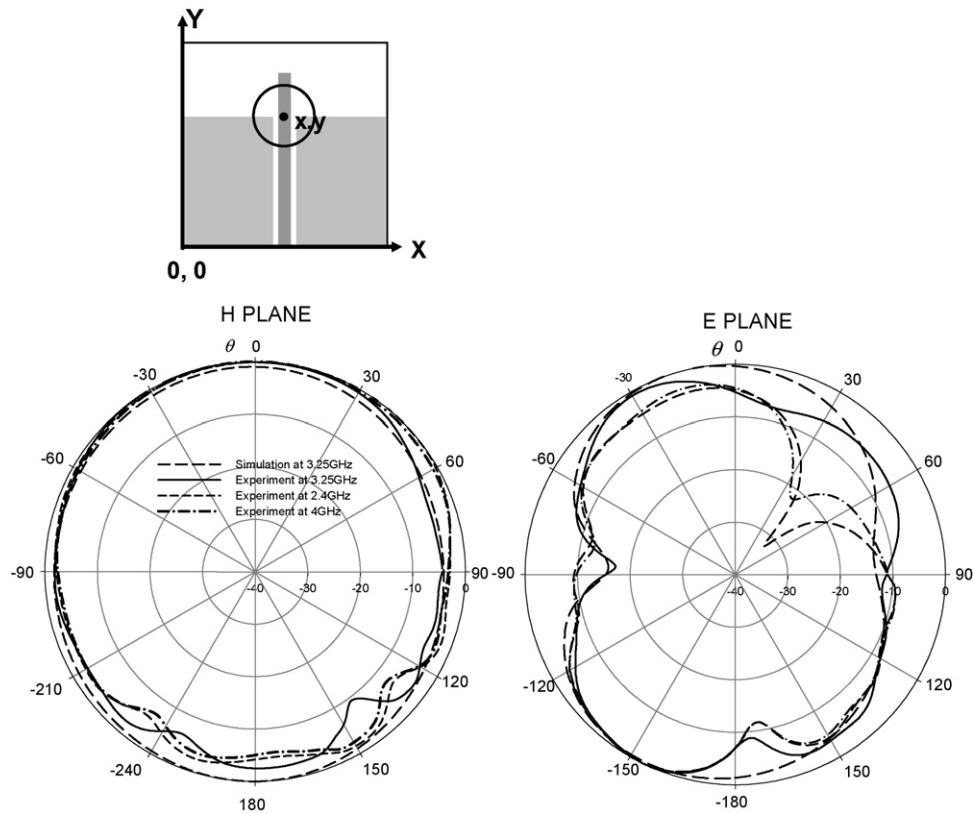 Y
x,y
X
0, 0
H PLANE
θ 0
-30 30
-60 60
Simulation at 3.25GHz
Experiment at 3.25GHz
Experiment at 2.4GHz
Experiment at 4GHz
-90 90
-40 -30 -20 -10 0
-210 120
-240 150
180
E PLANE
θ 0
-30 30
-60 60
-90 90
-40 -30 -20 -10 0
-120 120
-150 150
-180